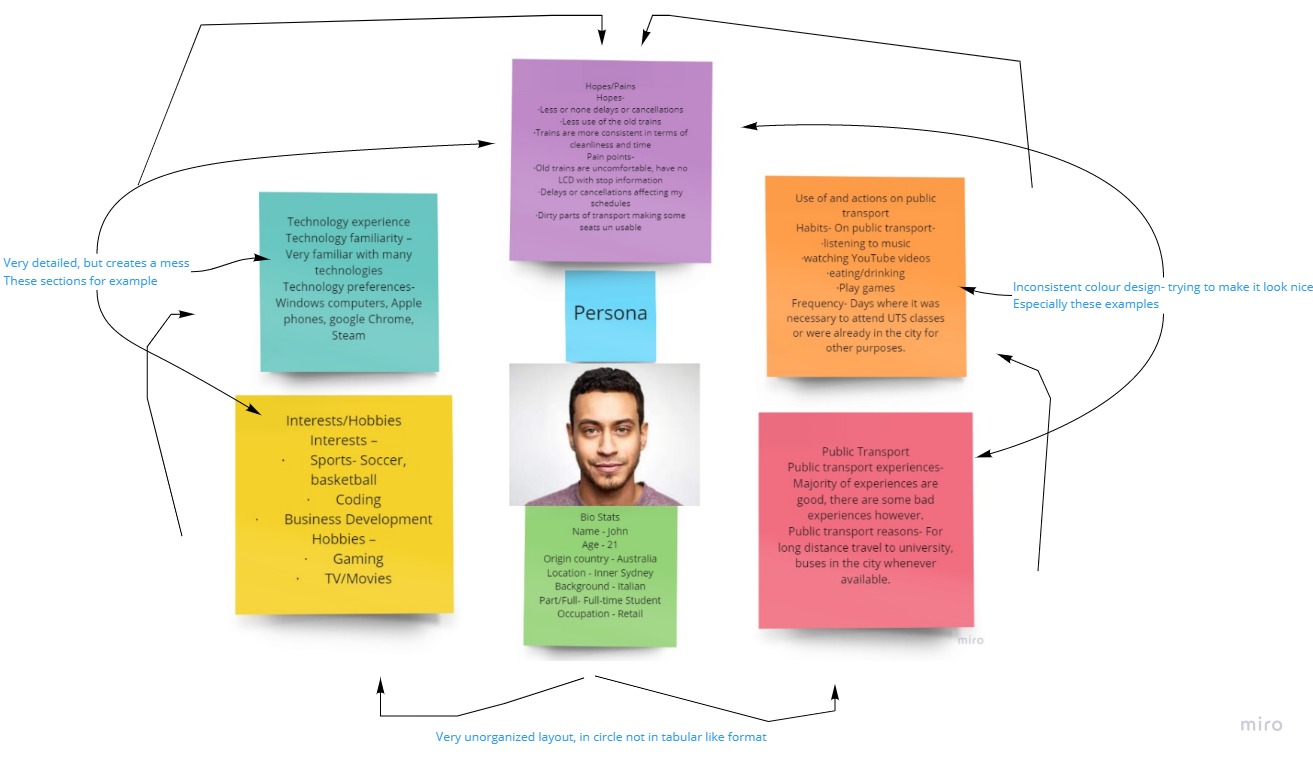 Hopes/Pains
Hopes-
·Less or none delays or cancellations
·Less use of the old trains
·Trains are more consistent in terms of
cleanliness and time
Pain points-
·Old trains are uncomfortable, have no
LCD with stop information
·Delays or cancellations affecting my
schedules
·Dirty parts of transport making some
seats un usable
Technology experience
Technology familiarity –
Very familiar with many
technologies
Technology preferences-
Windows computers, Apple
phones, google Chrome,
Steam
Very detailed, but creates a mess
These sections for example
Persona
Use of and actions on public
transport
Habits- On public transport-
·listening to music
·watching YouTube videos
·eating/drinking
·Play games
Frequency- Days where it was
necessary to attend UTS classes
or were already in the city for
other purposes.
Inconsistent colour design- trying to make it look nice
Especially these examples
Interests/Hobbies
Interests –
· Sports- Soccer,
basketball
· Coding
· Business Development
Hobbies –
· Gaming
· TV/Movies
Bio Stats
Name - John
Age - 21
Origin country - Australia
Location - Inner Sydney
Background - Italian
Part/Full- Full-time Student
Occupation - Retail
Public Transport
Public transport experiences-
Majority of experiences are
good, there are some bad
experiences however.
Public transport reasons- For
long distance travel to university,
buses in the city whenever
available.
miro
Very unorganized layout, in circle not in tabular like format
miro